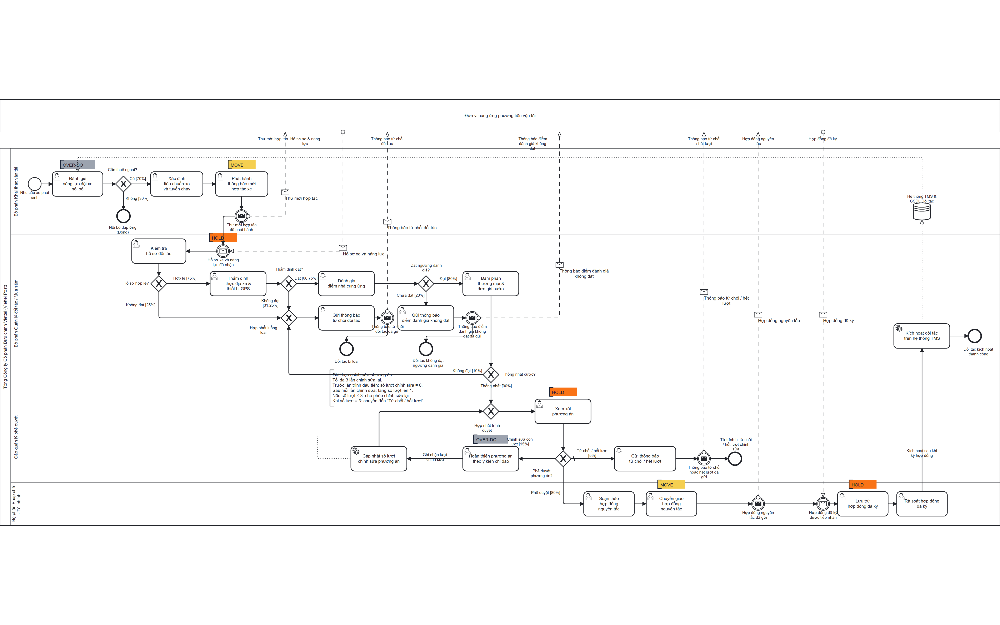 Đơn vị cung ứng phương tiện vận tải
Thư mời hợp tác
Hồ sơ xe & năng
lực
Thông báo từ chối
đối tác
Thông báo điểm
đánh giá không
đạt
Thông báo từ chối
/ hết lượt
Hợp đồng nguyên
tắc
Hợp đồng đã ký
Tổng Công ty Cổ phần Bưu chính Viettel (Viettel Post)
Bộ phận Khai thác vận tải
OVER-DO
Nhu cầu xe phát
sinh
Đánh giá
năng lực đội xe
nội bộ
Cần thuê ngoài?
Có [70%]
Không [30%]
Nội bộ đáp ứng
(Đóng)
Xác định
tiêu chuẩn xe
và tuyến chạy
MOVE
Phát hành
thông báo mời
hợp tác xe
Thư mời hợp tác
Thư mời hợp tác
đã phát hành
Thông báo từ chối đối tác
Hệ thống TMS &
CSDL Đối tác
Bộ phận Quản lý đối tác / Mua sắm
HOLD
Kiểm tra
hồ sơ đối tác
Hồ sơ xe và năng
lực đã nhận
Hồ sơ xe và năng lực
Hồ sơ hợp lệ?
Hợp lệ [75%]
Không đạt [25%]
Thẩm định
thực địa xe &
thiết bị GPS
Thẩm định đạt?
Đạt [68,75%]
Không đạt
[31,25%]
Đánh giá
điểm nhà cung ứng
Đạt ngưỡng đánh
giá?
Đạt [80%]
Chưa đạt [20%]
Đàm phán
thương mại &
đơn giá cước
Thông báo điểm đánh giá
không đạt
Thông báo từ chối / hết
lượt
Hợp nhất luồng
loại
Gửi thông báo
từ chối đối tác
Thông báo từ chối
đối tác đã gửi
Gửi thông báo
điểm đánh giá không đạt
Thông báo điểm
đánh giá không
đạt đã gửi
Hợp đồng nguyên tắc
Hợp đồng đã ký
Đối tác bị loại
Đối tác không đạt
ngưỡng đánh giá
Kích hoạt đối tác
trên hệ thống TMS
Đối tác kích hoạt
thành công
Không đạt [10%]
Thống nhất cước?
Thống nhất [90%]
Giới hạn chỉnh sửa phương án:
Tối đa 3 lần chỉnh sửa lại.
Trước lần trình đầu tiên: số lượt chỉnh sửa = 0.
Sau mỗi lần chỉnh sửa: tăng số lượt lên 1.
Nếu số lượt < 3: cho phép chỉnh sửa lại.
Khi số lượt = 3: chuyển đến “Từ chối / hết lượt”.
Cấp quản lý phê duyệt
HOLD
Xem xét
phương án
Hợp nhất trình
duyệt
OVER-DO
Chỉnh sửa còn
lượt [15%]
Cập nhật số lượt
chỉnh sửa phương án
Ghi nhận lượt
chỉnh sửa
Hoàn thiện phương án
theo ý kiến chỉ đạo
Phê duyệt
phương án?
Từ chối / hết lượt
[5%]
Gửi thông báo
từ chối / hết lượt
Thông báo từ chối
hoặc hết lượt đã
gửi
Tờ trình bị từ chối
/ hết lượt chỉnh
sửa
Kích hoạt sau khi
ký hợp đồng
Bộ phận Pháp chế
- Tài chính
Phê duyệt [80%]
Soạn thảo
hợp đồng
nguyên tắc
MOVE
Chuyển giao
hợp đồng
nguyên tắc
Hợp đồng nguyên
tắc đã gửi
Hợp đồng đã ký
được tiếp nhận
HOLD
Lưu trữ
hợp đồng đã ký
Rà soát hợp đồng
đã ký